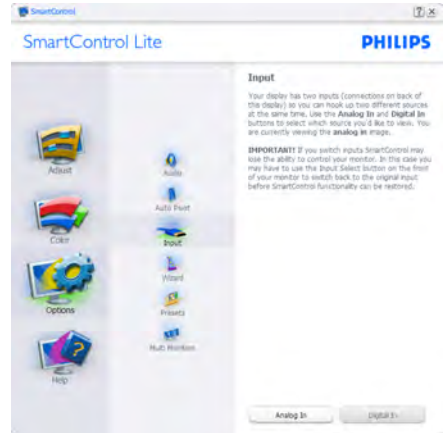 SmartControl
SmartControl Lite
PHILIPS
Adjust
Color
Options
Help
Audio
Auto Pivot
Input
Wizard
Presets
Multi Monitors
Input
Your display has two inputs (connections on back of
the display) so you can hook up two different sources
at the same time. Use the Analog In and Digital In
buttons to select which source you'd like to view. You
are currently viewing the analog in image.
IMPORTANT! If you switch inputs SmartControl may
lose the ability to control your monitor. In the case you
may have to use the Input Select button on the front
of your monitor to switch back to the original input
before SmartControl functionality can be restored.
Analog In
Digital In